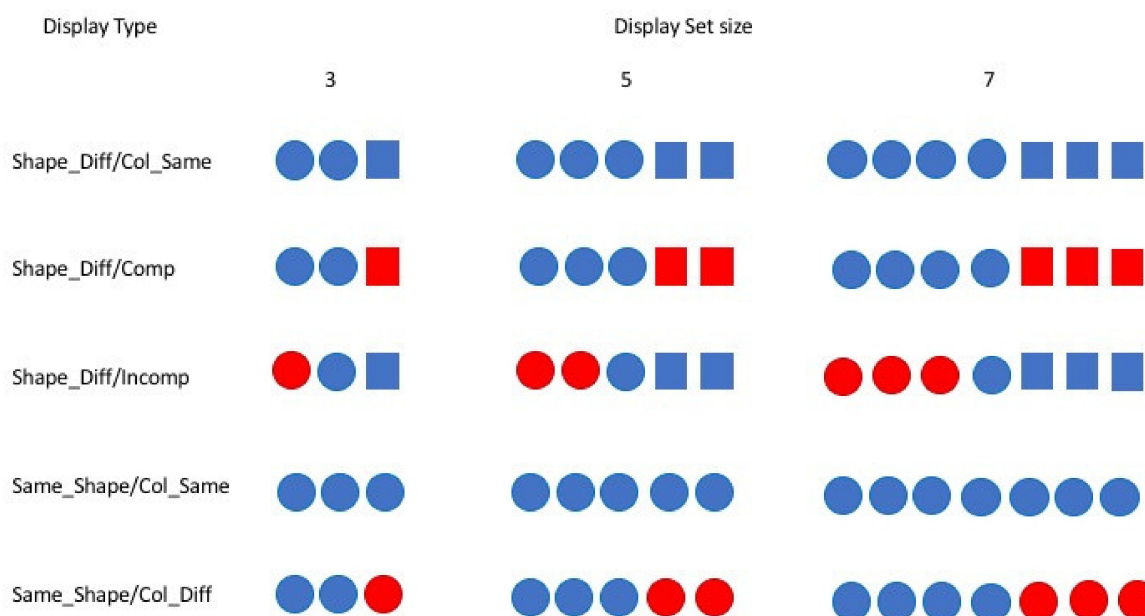 Display Type Display Set size
3 5 7
Shape_Diff/Col_Same
Shape_Diff/Comp
Shape_Diff/Incomp
Same_Shape/Col_Same
Same_Shape/Col_Diff